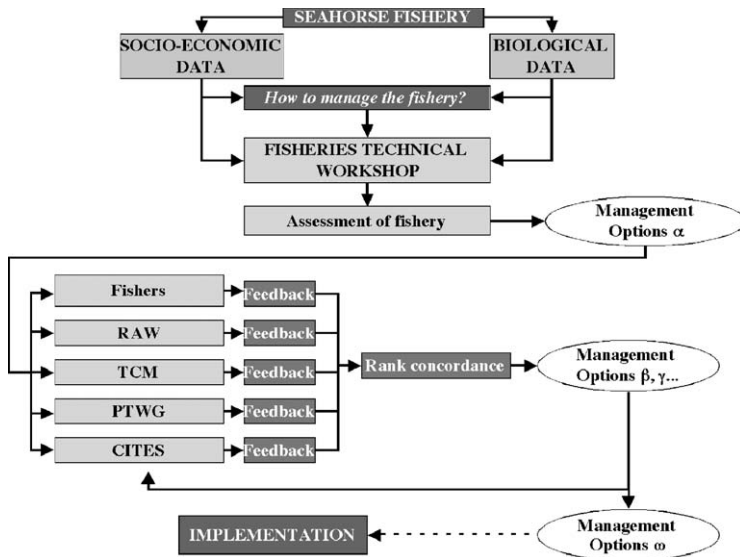 SEAHORSE FISHERY
SOCIO-ECONOMIC
DATA
BIOLOGICAL
DATA
How to manage the fishery?
FISHERIES TECHNICAL
WORKSHOP
Assessment of fishery
Management
Options α
Fishers
Feedback
RAW
Feedback
TCM
Feedback
PTWG
Feedback
CITES
Feedback
Rank concordance
Management
Options β, γ...
IMPLEMENTATION
Management
Options ω